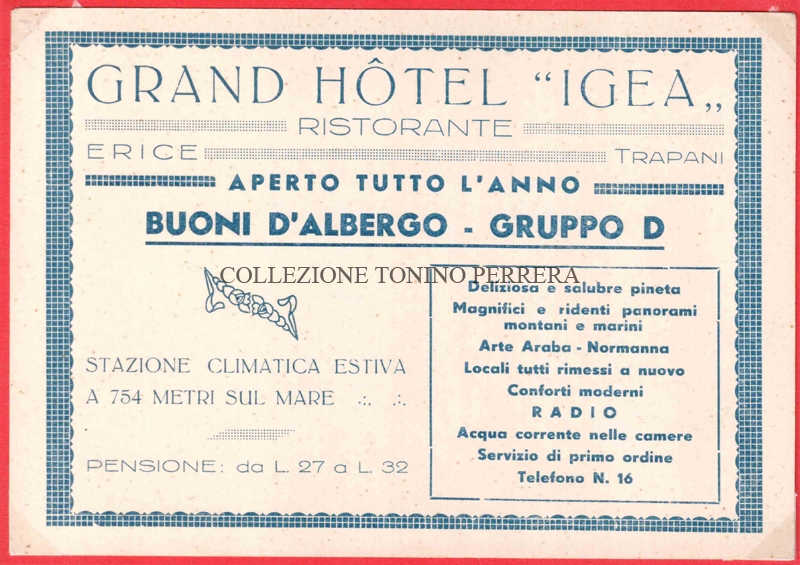 GRAND HÔTEL "IGEA„
RISTORANTE
ERICE TRAPANI
APERTO TUTTO L'ANNO
BUONI D'ALBERGO - GRUPPO D
COLLEZIONE TONINO PERRERA
STAZIONE CLIMATICA ESTIVA
A 754 METRI SUL MARE .:. .:.
PENSIONE: da L. 27 a L. 32
Deliziosa e salubre pineta
Magnifici e ridenti panorami
montani e marini
Arte Araba - Normanna
Locali tutti rimessi a nuovo
Conforti moderni
RADIO
Acqua corrente nelle camere
Servizio di primo ordine
Telefono N. 16